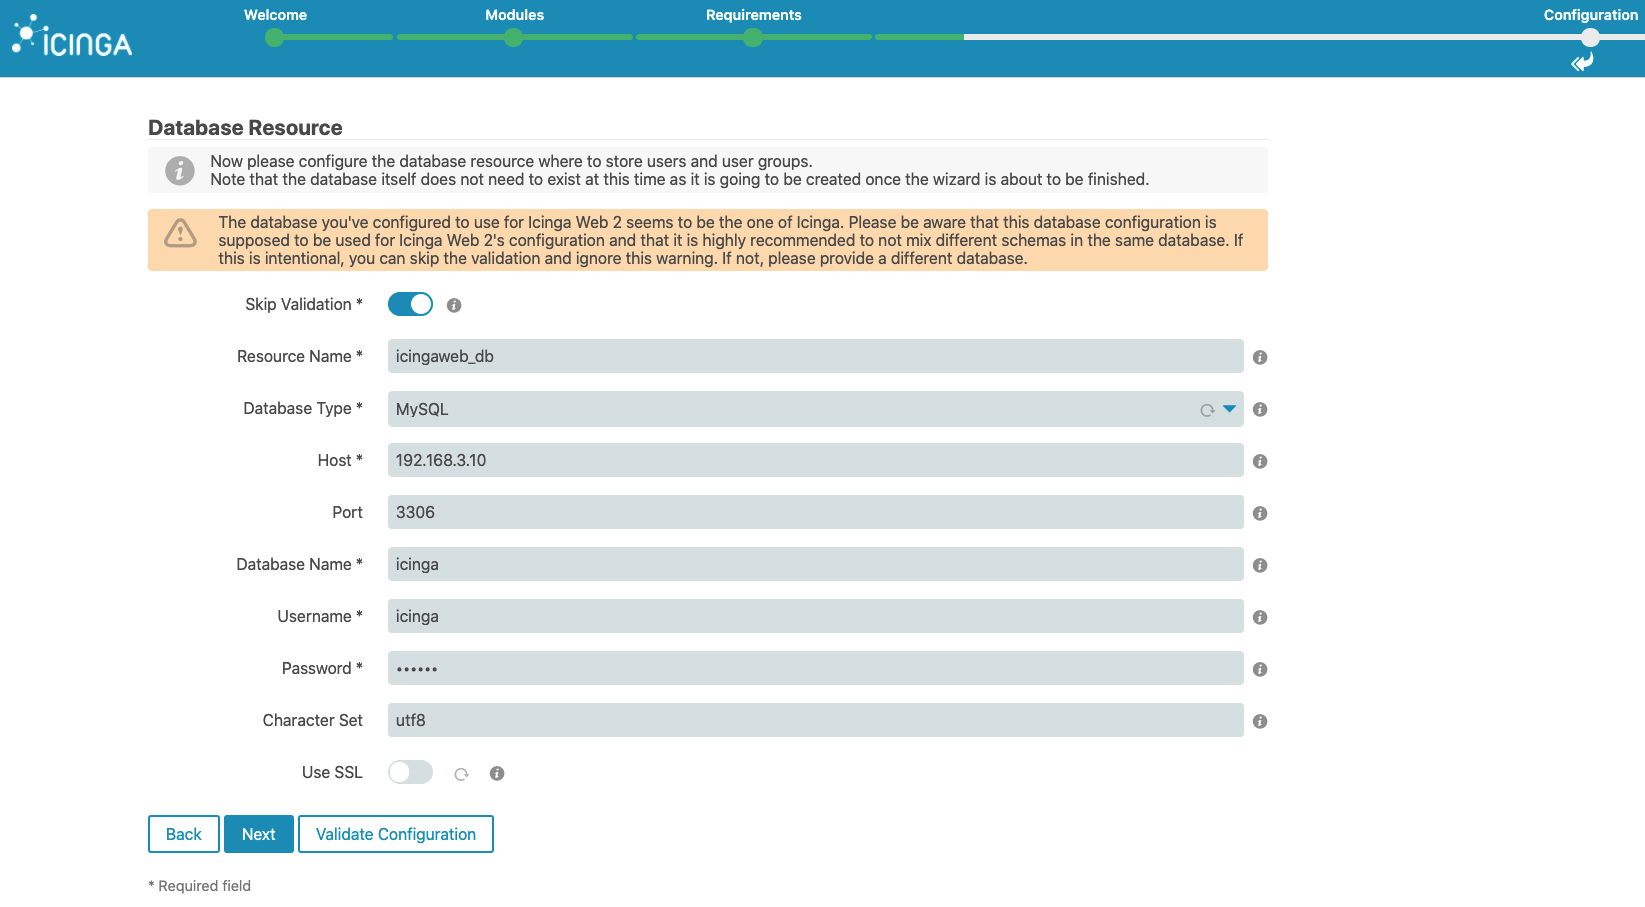 Welcome
Modules
Requirements
Configuration
ICINGA
Database Resource
Now please configure the database resource where to store users and user groups.
Note that the database itself does not need to exist at this time as it is going to be created once the wizard is about to be finished.
The database you've configured to use for Icinga Web 2 seems to be the one of Icinga. Please be aware that this database configuration is
supposed to be used for Icinga Web 2's configuration and that it is highly recommended to not mix different schemas in the same database. If
this is intentional, you can skip the validation and ignore this warning. If not, please provide a different database.
Skip Validation *
Resource Name * icingaweb_db
Database Type * MySQL
Host * 192.168.3.10
Port 3306
Database Name * icinga
Username * icinga
Password * ••••••
Character Set utf8
Use SSL
Back Next Validate Configuration
* Required field